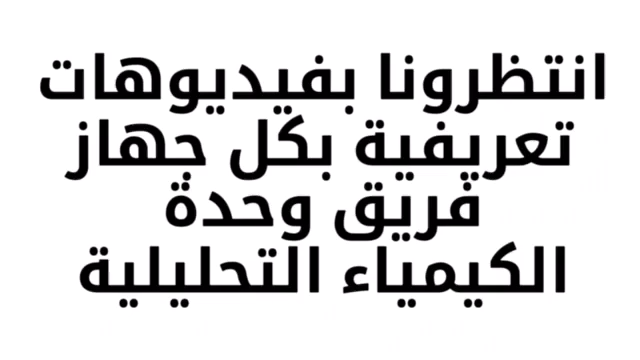 انتظرونا بفيديوهات
تعريفية بكل جهاز
فريق وحدة
الكيمياء التحليلية